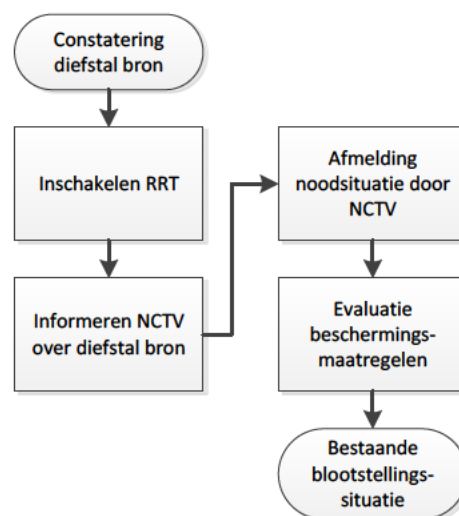 Constatering
diefstal bron
Inschakelen RRT
Informeren NCTV
over diefstal bron
Afmelding
noodsituatie door
NCTV
Evaluatie
beschermings-
maatregelen
Bestaande
blootstellings-
situatie